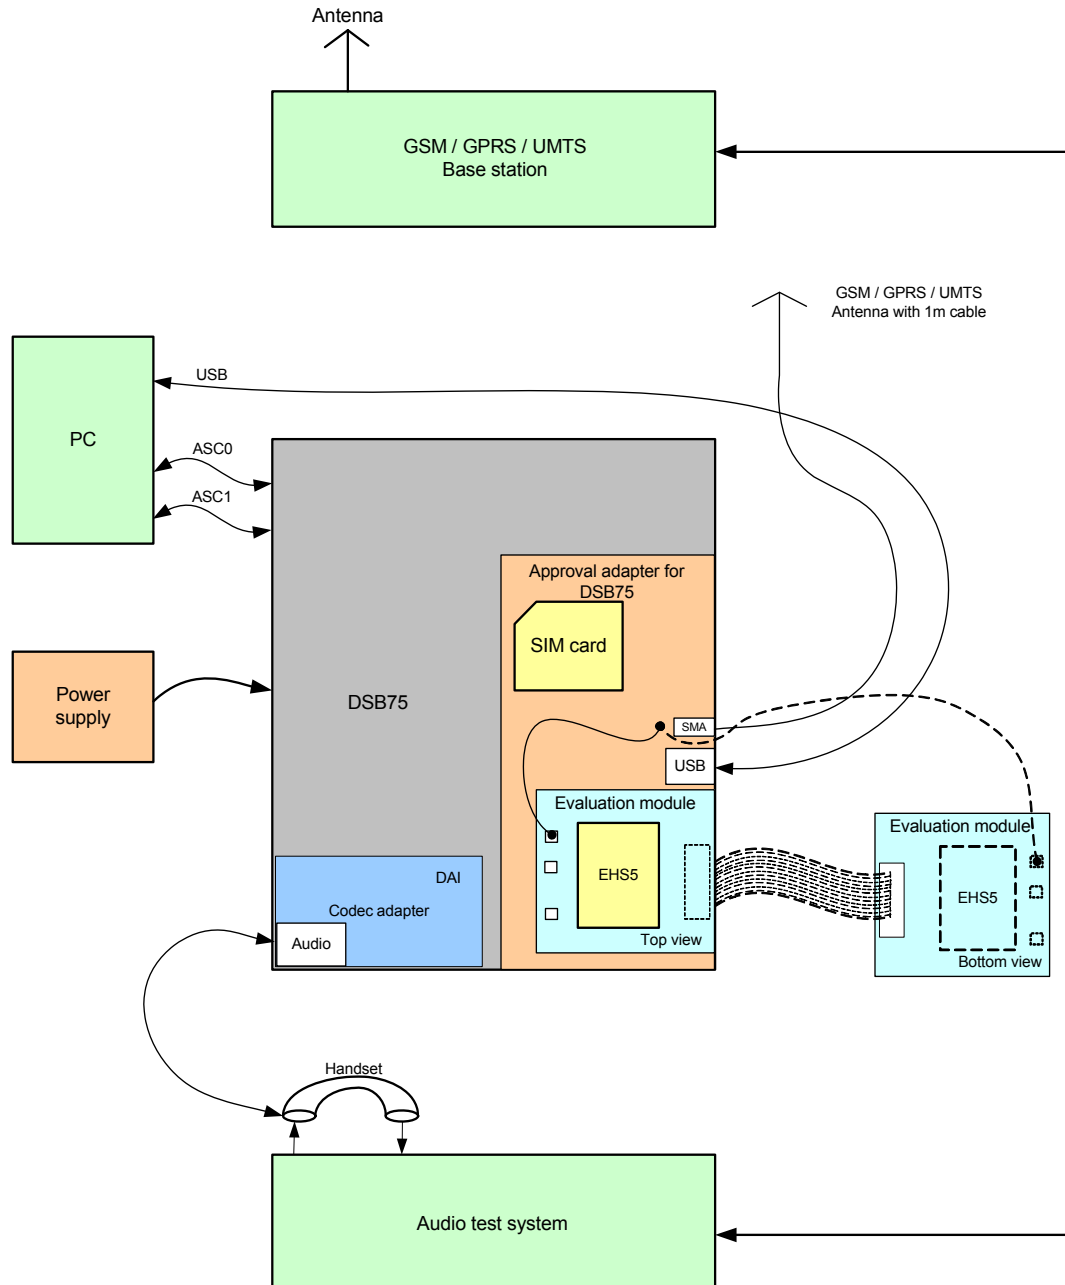 Antenna
GSM / GPRS / UMTS
Base station
GSM / GPRS / UMTS
Antenna with 1m cable
USB
PC
ASC0
ASC1
Approval adapter for
DSB75
SIM card
Power
supply
DSB75
SMA
USB
Evaluation module
EHS5
Top view
Evaluation module
EHS5
Bottom view
DAI
Codec adapter
Audio
Handset
Audio test system